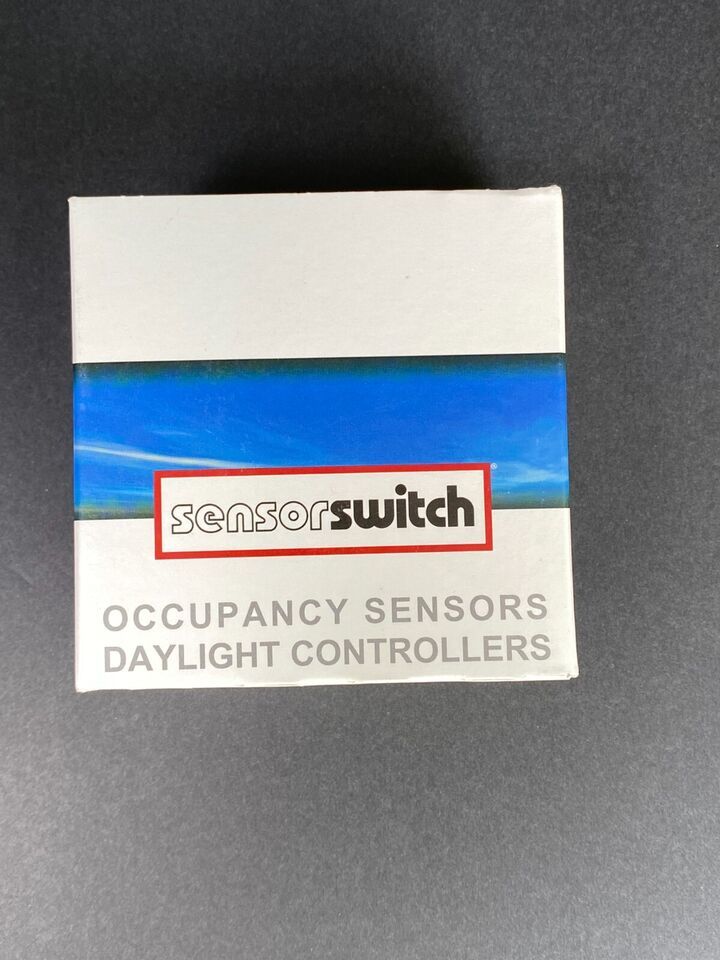 sensorswitch®
OCCUPANCY SENSORS
DAYLIGHT CONTROLLERS